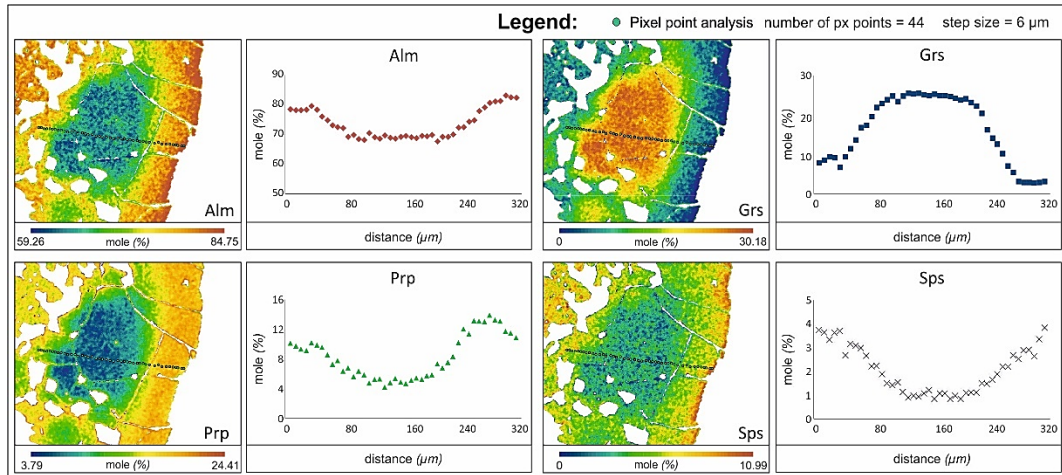 Legend: Pixel point analysis number of px points = 44 step size = 6 µm
Alm
59.26 mole (%) 84.75
Alm
90
80
70
60
50
mole (%)
0 80 160 240 320
distance (µm)
Grs
0 mole (%) 30.18
Grs
30
20
10
0
mole (%)
0 80 160 240 320
distance (µm)
Prp
3.79 mole (%) 24.41
Prp
16
12
8
4
0
mole (%)
0 80 160 240 320
distance (µm)
Sps
0 mole (%) 10.99
Sps
5
4
3
2
1
0
mole (%)
0 80 160 240 320
distance (µm)